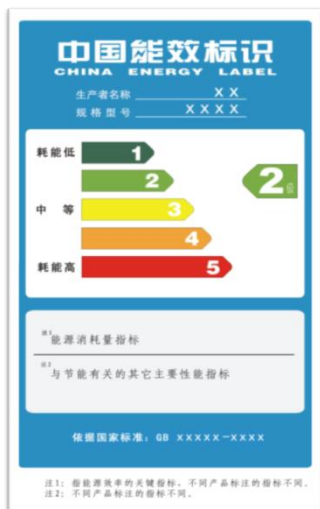 中国能效标识
CHINA ENERGY LABEL
生产者名称 X X
规格型号 X X X X
耗能低 1
2
2级
中 等 3
4
耗能高 5
注1能源消耗量指标
注2与节能有关的其它主要性能指标
依据国家标准：GB XXXXX-XXXX
注1：指能源效率的关键指标，不同产品标注的指标不同。
注2：不同产品标注的指标不同。